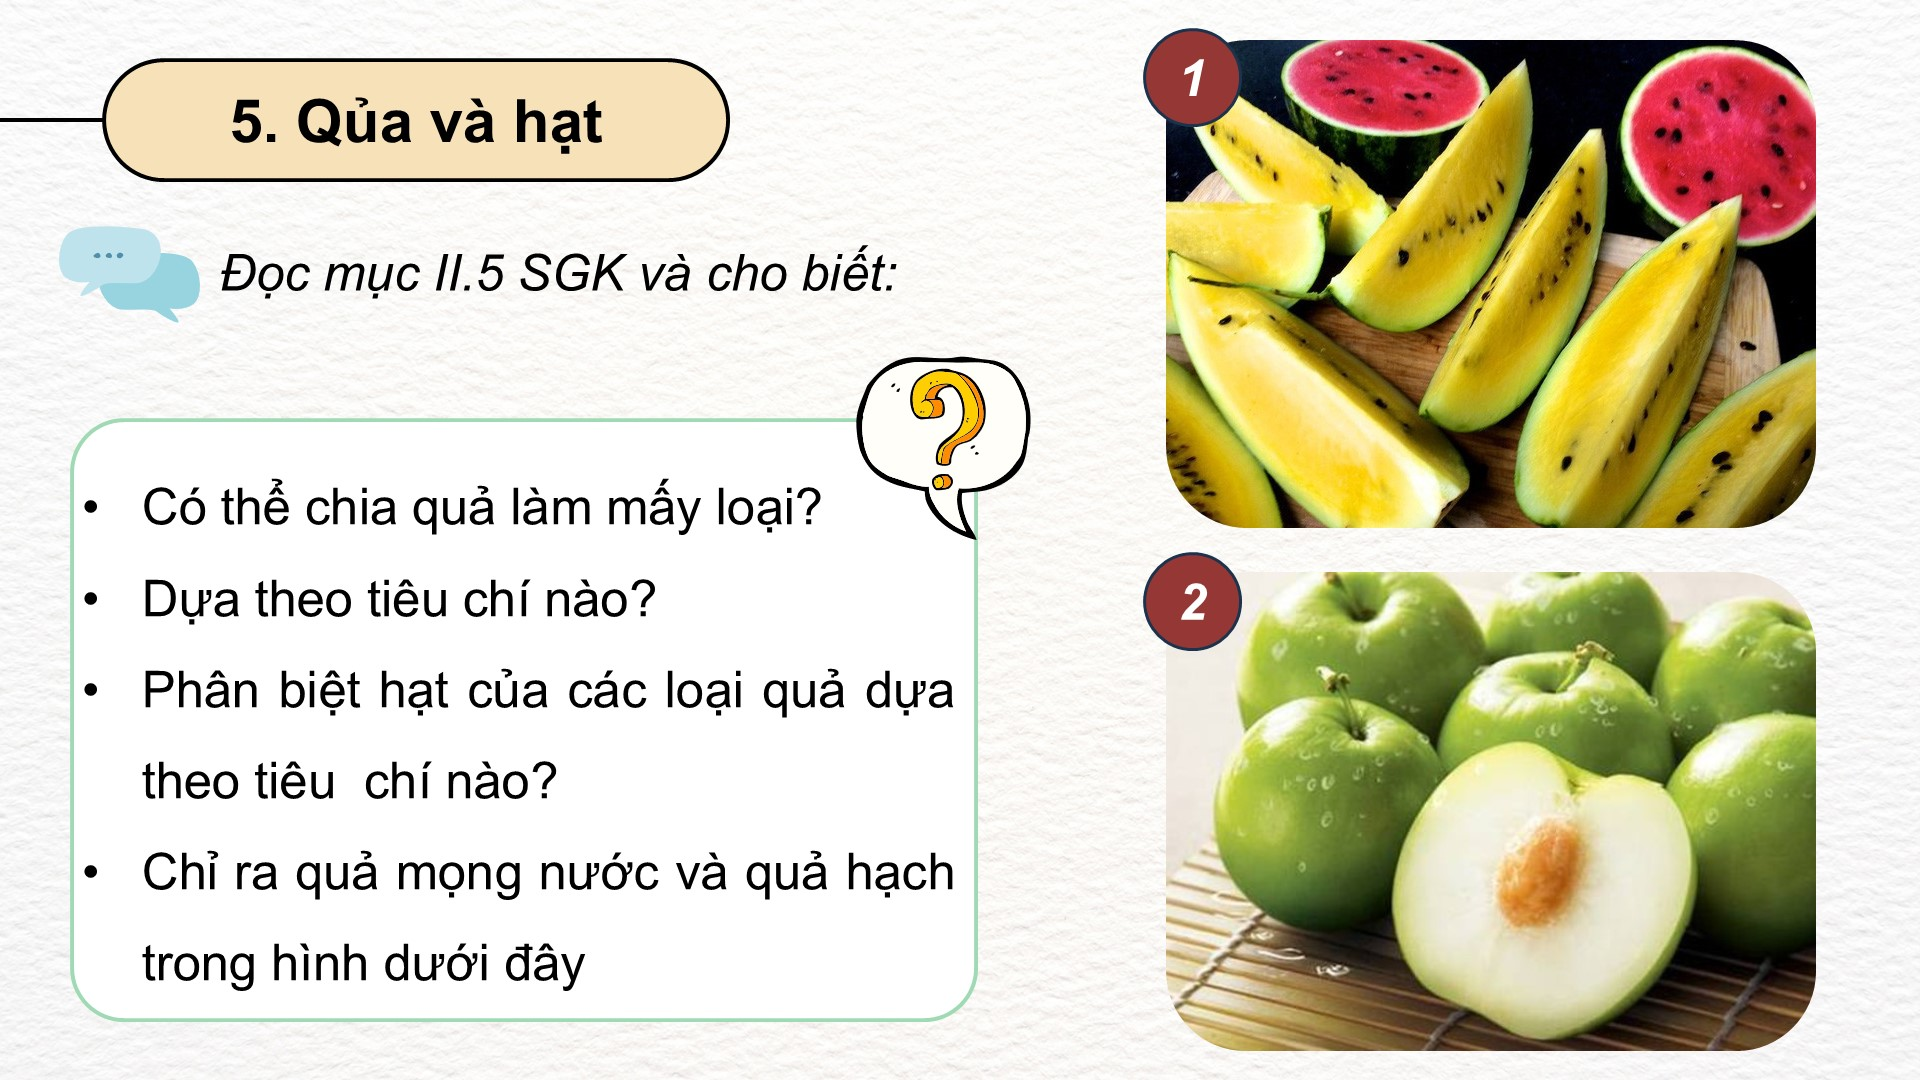 5. Qủa và hạt
Đọc mục II.5 SGK và cho biết:
• Có thể chia quả làm mấy loại?
• Dựa theo tiêu chí nào?
• Phân biệt hạt của các loại quả dựa
theo tiêu chí nào?
• Chỉ ra quả mọng nước và quả hạch
trong hình dưới đây
1
2